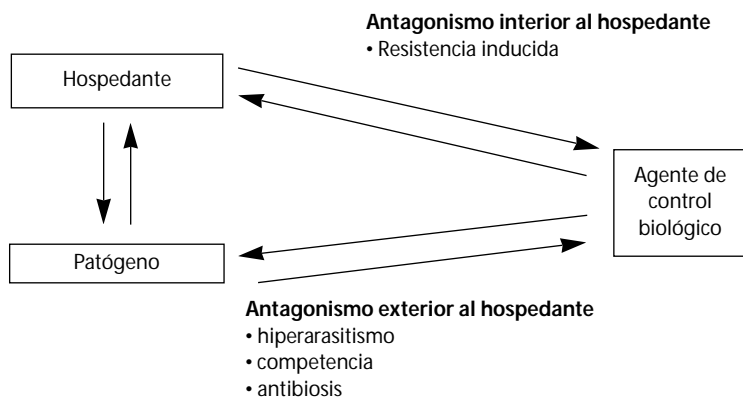 Antagonismo interior al hospedante
• Resistencia inducida
Hospedante
Agente de
control
biológico
Patógeno
Antagonismo exterior al hospedante
• hiperarasitismo
• competencia
• antibiosis